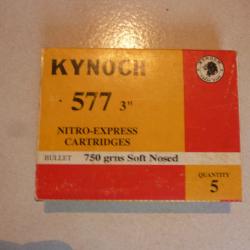 KYNOCH
577 3"
NITRO-EXPRESS
CARTRIDGES
BULLET 750 grns Soft Nosed
QUANTITY
5